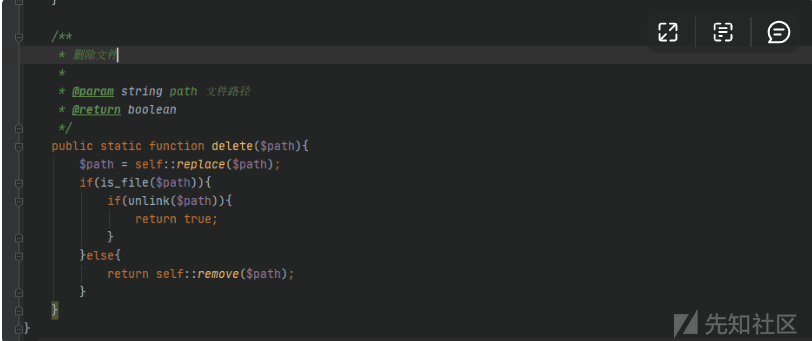 }
/**
 * 删除文件
 *
 * @param string path 文件路径
 * @return boolean
 */
public static function delete($path){
    $path = self::replace($path);
    if(is_file($path)){
        if(unlink($path)){
            return true;
        }
    }else{
        return self::remove($path);
    }
}
}
先知社区